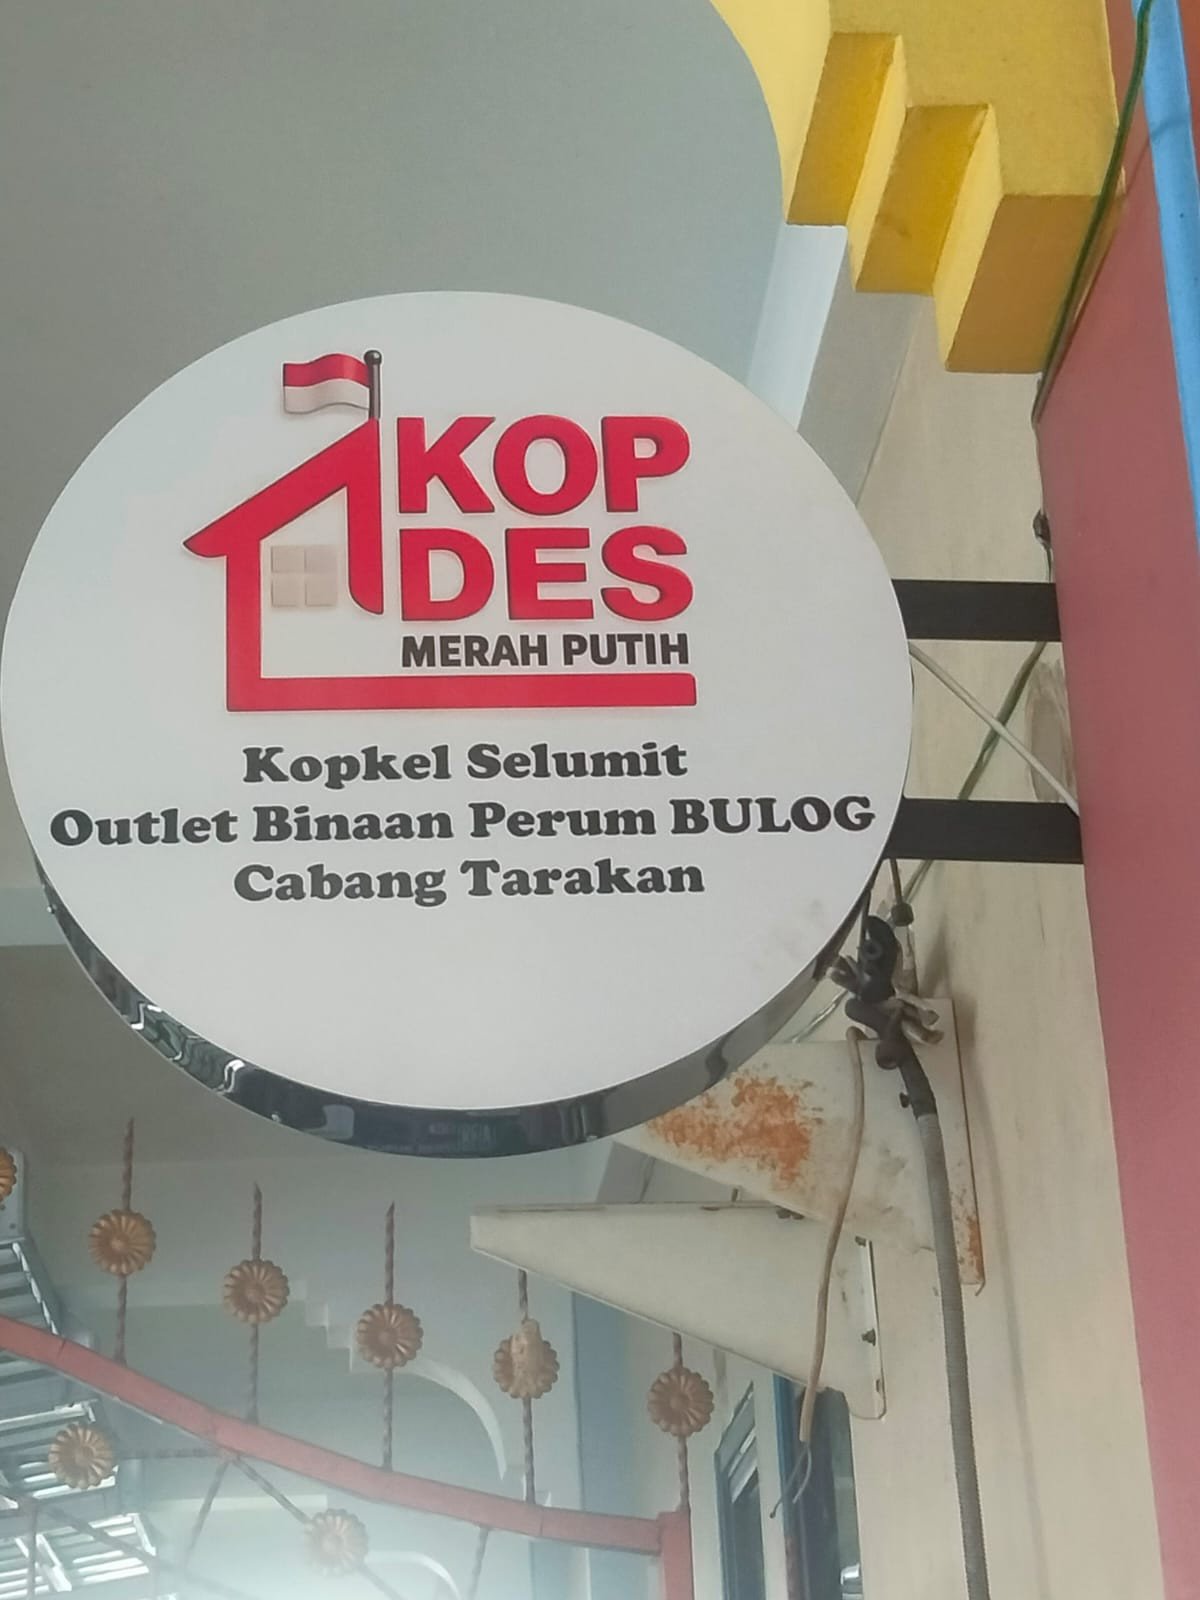 KOP
DES
MERAH PUTIH
Kopkel Selumit
Outlet Binaan Perum BULOG
Cabang Tarakan